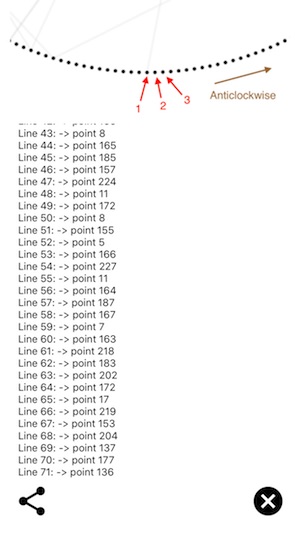 Anticlockwise
1
2
3
Line 43: -> point 8
Line 44: -> point 165
Line 45: -> point 185
Line 46: -> point 157
Line 47: -> point 224
Line 48: -> point 11
Line 49: -> point 172
Line 50: -> point 8
Line 51: -> point 155
Line 52: -> point 5
Line 53: -> point 166
Line 54: -> point 227
Line 55: -> point 11
Line 56: -> point 164
Line 57: -> point 187
Line 58: -> point 167
Line 59: -> point 7
Line 60: -> point 163
Line 61: -> point 218
Line 62: -> point 183
Line 63: -> point 202
Line 64: -> point 172
Line 65: -> point 17
Line 66: -> point 219
Line 67: -> point 153
Line 68: -> point 204
Line 69: -> point 137
Line 70: -> point 177
Line 71: -> point 136